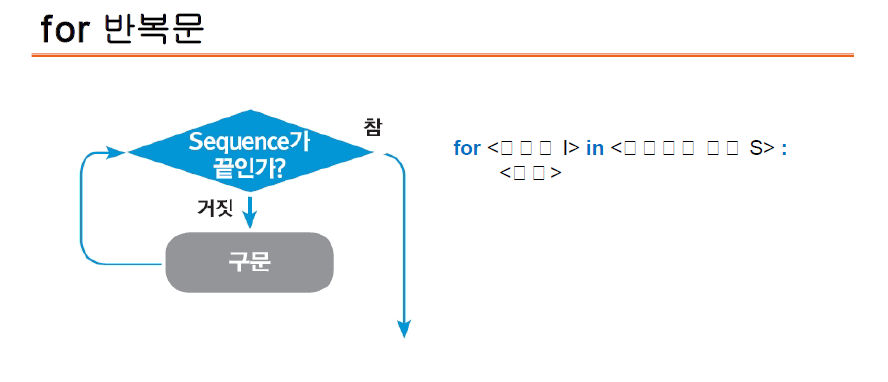 for 반복문
Sequence가
끝인가?
참
거짓
구문
for <□ □ □ I> in <□ □ □ □ □ □ S> :
<□ □>